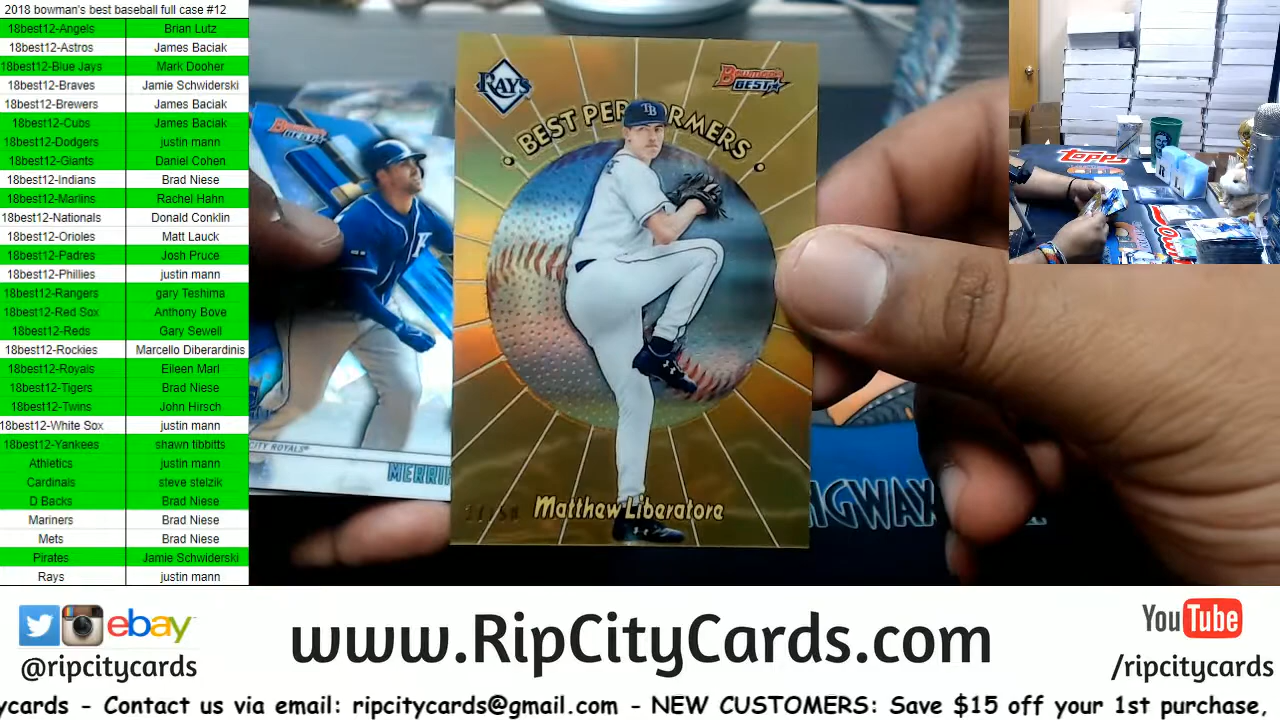 2018 bowman's best baseball full case #12
18best12-Angels Brian Lutz
18best12-Astros James Baciak
18best12-Blue Jays Mark Dooher
18best12-Braves Jamie Schwiderski
18best12-Brewers James Baciak
18best12-Cubs James Baciak
18best12-Dodgers justin mann
18best12-Giants Daniel Cohen
18best12-Indians Brad Niese
18best12-Marlins Rachel Hahn
18best12-Nationals Donald Conklin
18best12-Orioles Matt Lauck
18best12-Padres Josh Pruce
18best12-Phillies justin mann
18best12-Rangers gary Teshima
18best12-Red Sox Anthony Bove
18best12-Reds Gary Sewell
18best12-Rockies Marcello Diberardinis
18best12-Royals
18best12-Tigers Brad Niese
18best12-Twins John Hirsch
18best12-White Sox justin mann
18best12-Yankees shawn tibbitts
Athletics justin mann
Cardinals steve stelzik
D Backs Brad Niese
Mariners Brad Niese
Mets Brad Niese
Pirates Jamie Schwiderski
Rays justin mann
RAYS
Bowman's BEST
BEST PERFORMERS
TB
Matthew Liberatore
Bowman's BEST
CITY ROYALS
MERRI
topps
ebay
@ripcitycards
www.RipCityCards.com
YouTube
/ripcitycards
ycards - Contact us via email: ripcitycards@gmail.com - NEW CUSTOMERS: Save $15 off your 1st purchase,